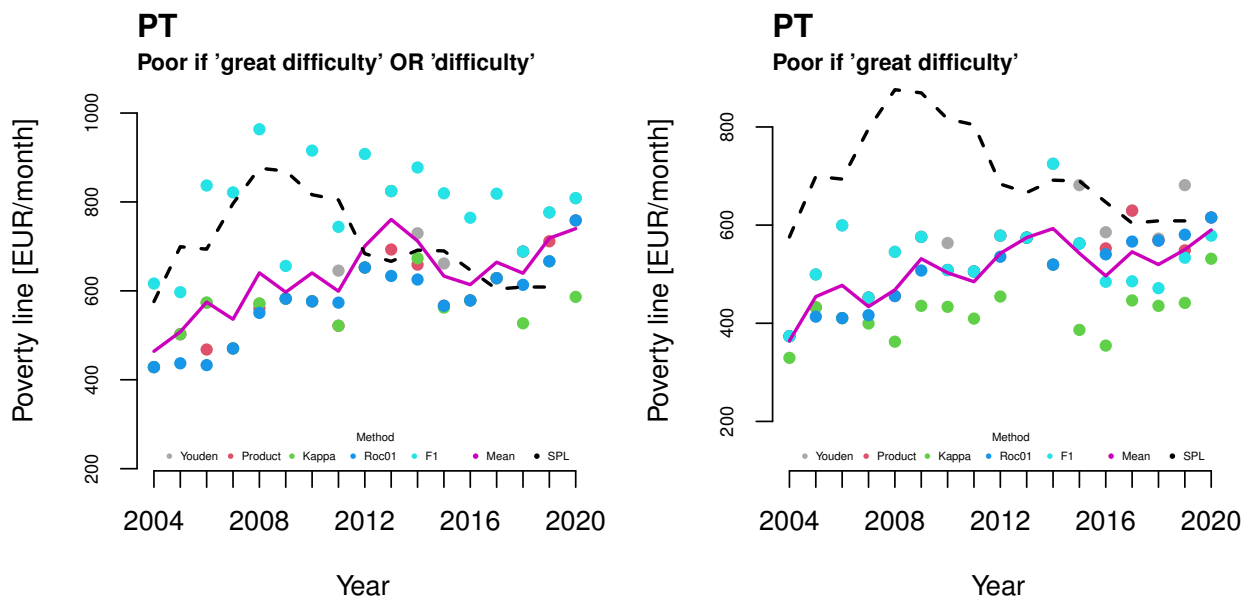 PT
Poor if ’great difficulty’ OR ’difficulty’
Poverty line [EUR/month]
1000
800
600
400
200
Method
Youden Product Kappa Roc01 F1 Mean SPL
2004 2008 2012 2016 2020
Year
PT
Poor if ’great difficulty’
Poverty line [EUR/month]
800
600
400
200
Method
Youden Product Kappa Roc01 F1 Mean SPL
2004 2008 2012 2016 2020
Year